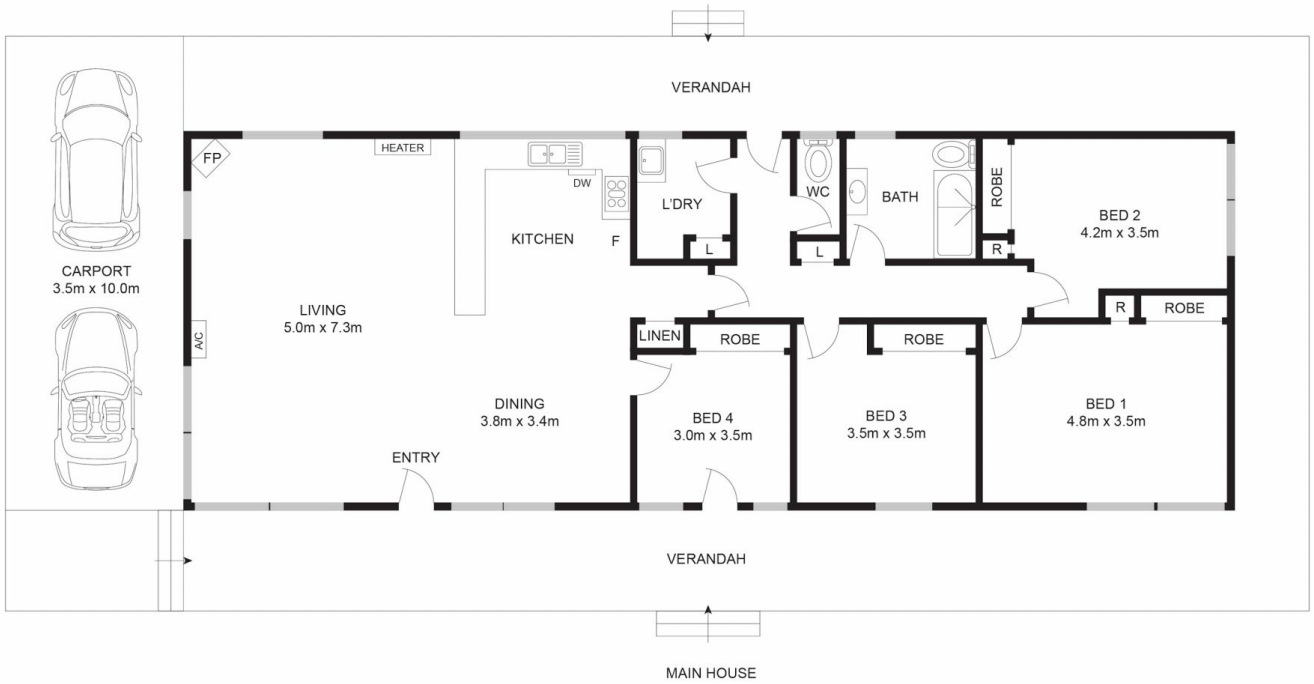 VERANDAH
FP
HEATER
DW
L'DRY
WC
BATH
ROBE
BED 2
4.2m x 3.5m
KITCHEN
F
L
L
R
CARPORT
3.5m x 10.0m
LIVING
5.0m x 7.3m
A/C
LINEN
ROBE
ROBE
R
ROBE
DINING
3.8m x 3.4m
BED 4
3.0m x 3.5m
BED 3
3.5m x 3.5m
BED 1
4.8m x 3.5m
ENTRY
VERANDAH
MAIN HOUSE